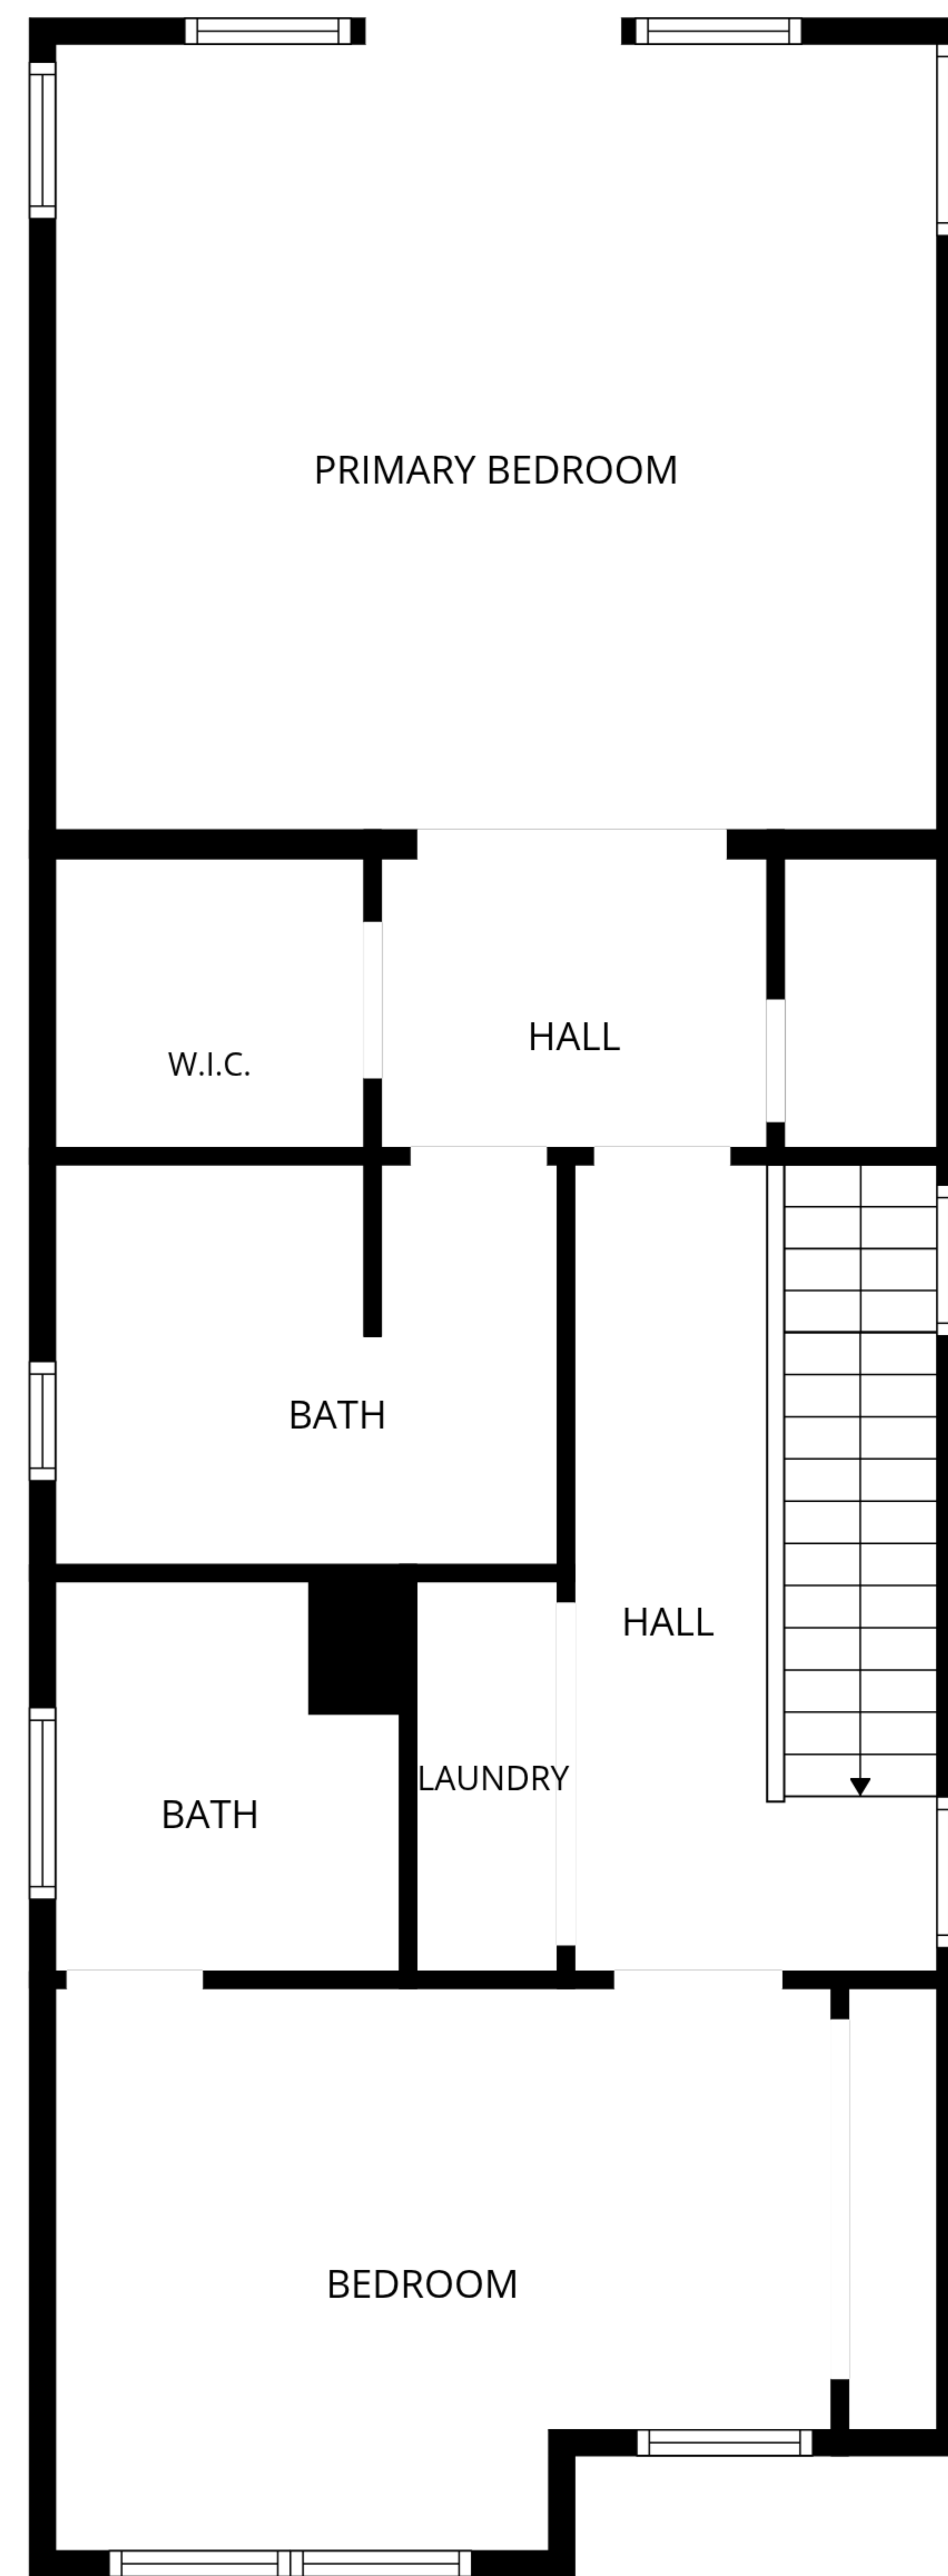 PRIMARY BEDROOM
HALL
W.I.C.
BATH
HALL
LAUNDRY
BATH
BEDROOM